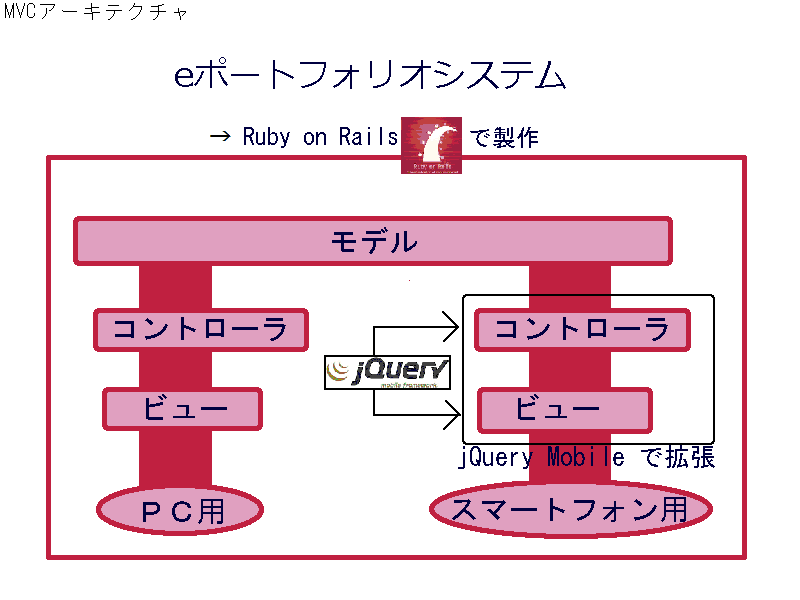 MVCアーキテクチャ
eポートフォリオシステム
→ Ruby on Rails で製作
モデル
コントローラ
コントローラ
jQuery
mobile framework
ビュー
ビュー
jQuery Mobile で拡張
ＰＣ用
スマートフォン用